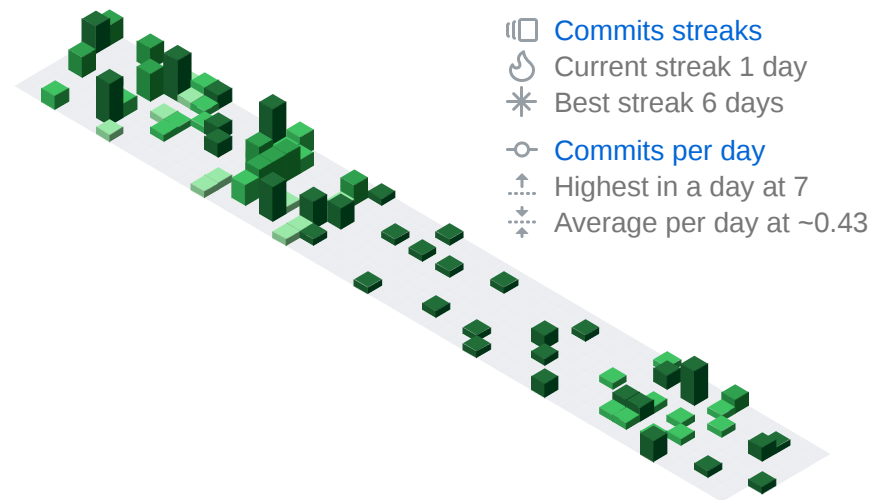 Commits streaks
Current streak 1 day
Best streak 6 days
Commits per day
Highest in a day at 7
Average per day at ~0.43